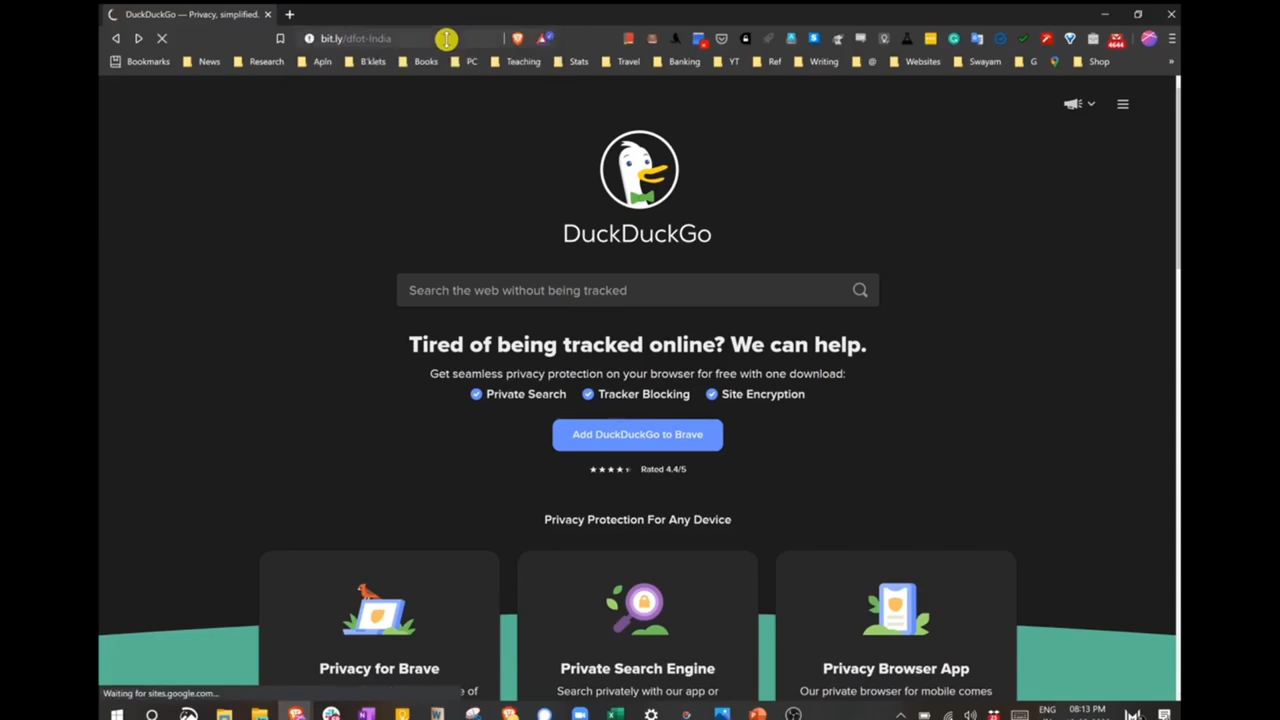 DuckDuckGo — Privacy, simplified.
bit.ly/dfot-India
4644
Bookmarks News Research Apln B'klets Books PC Teaching Stats Travel Banking YT Ref Writing @ Websites Swayam G Shop »
DuckDuckGo
Search the web without being tracked
Tired of being tracked online? We can help.
Get seamless privacy protection on your browser for free with one download:
Private Search Tracker Blocking Site Encryption
Add DuckDuckGo to Brave
Rated 4.4/5
Privacy Protection For Any Device
Privacy for Brave
Private Search Engine
Search privately with our app or
Privacy Browser App
Our private browser for mobile comes
Waiting for sites.google.com...
e of
ENG
08:13 PM